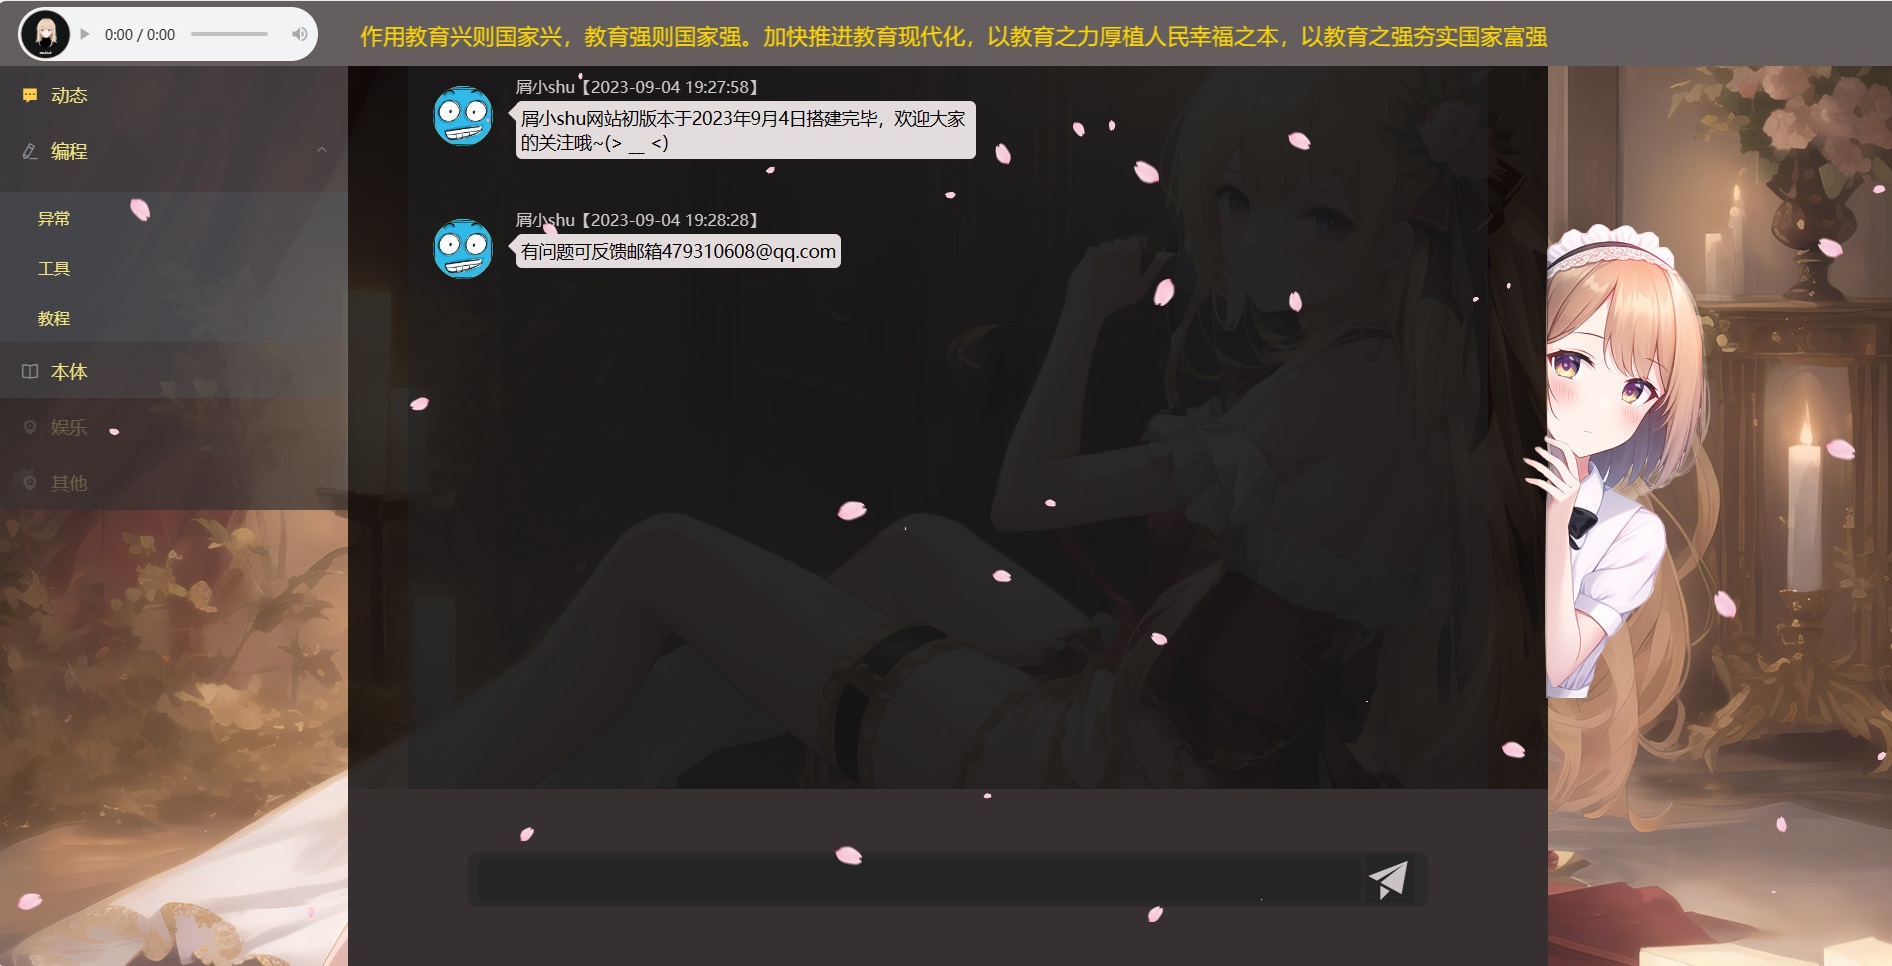 0:00 / 0:00
作用教育兴则国家兴，教育强则国家强。加快推进教育现代化，以教育之力厚植人民幸福之本，以教育之强夯实国家富强
动态
编程
异常
工具
教程
本体
娱乐
其他
屑小shu【2023-09-04 19:27:58】
屑小shu网站初版本于2023年9月4日搭建完毕，欢迎大家
的关注哦~(> __ <)
屑小shu【2023-09-04 19:28:28】
有问题可反馈邮箱479310608@qq.com